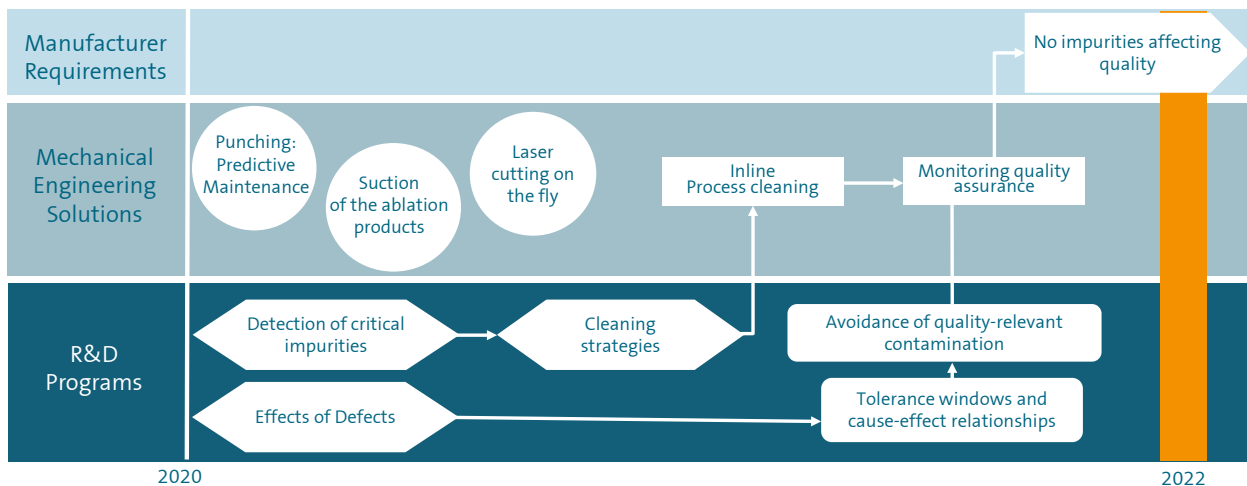 Manufacturer
Requirements
No impurities affecting
quality
Mechanical
Engineering
Solutions
Punching:
Predictive
Maintenance
Suction
of the ablation
products
Laser
cutting on
the fly
Inline
Process cleaning
Monitoring quality
assurance
R&D
Programs
Detection of critical
impurities
Cleaning
strategies
Avoidance of quality-relevant
contamination
Effects of Defects
Tolerance windows and
cause-effect relationships
2020
2022